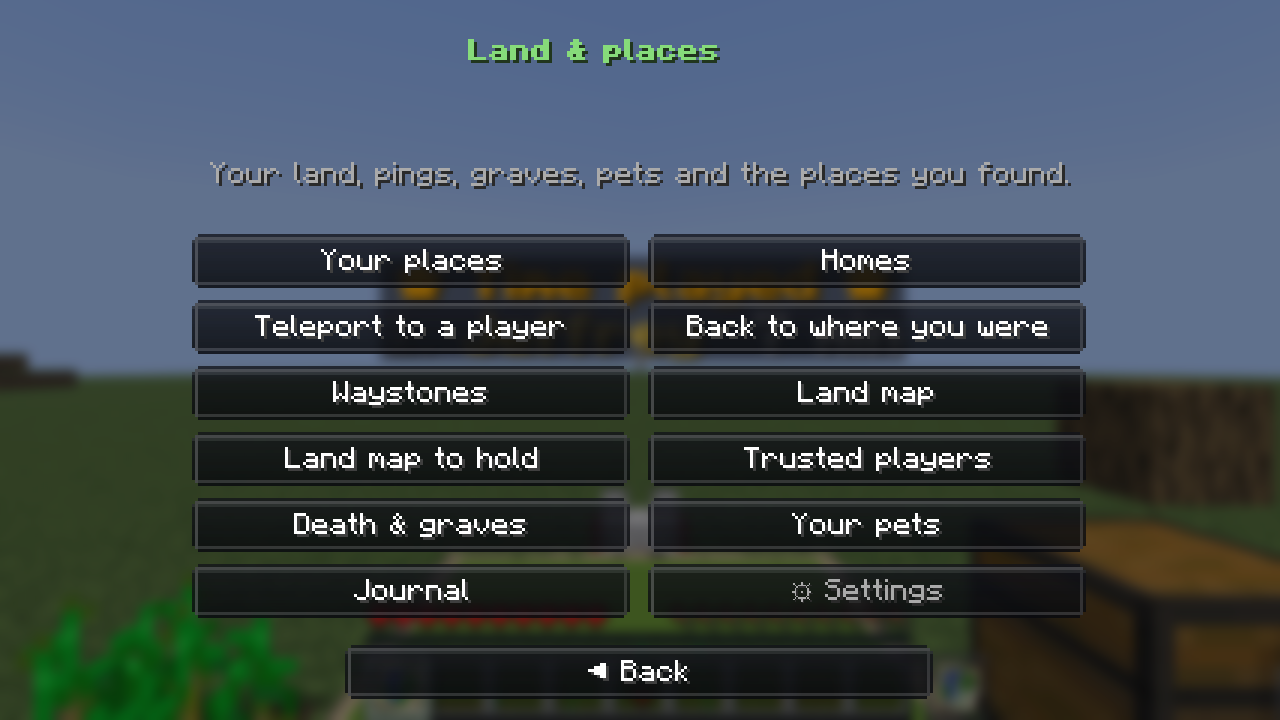 Land & places
Your land, pings, graves, pets and the places you found.
Your places
Homes
Teleport to a player
Back to where you were
Waystones
Land map
Land map to hold
Trusted players
Death & graves
Your pets
Journal
☼ Settings
◄ Back